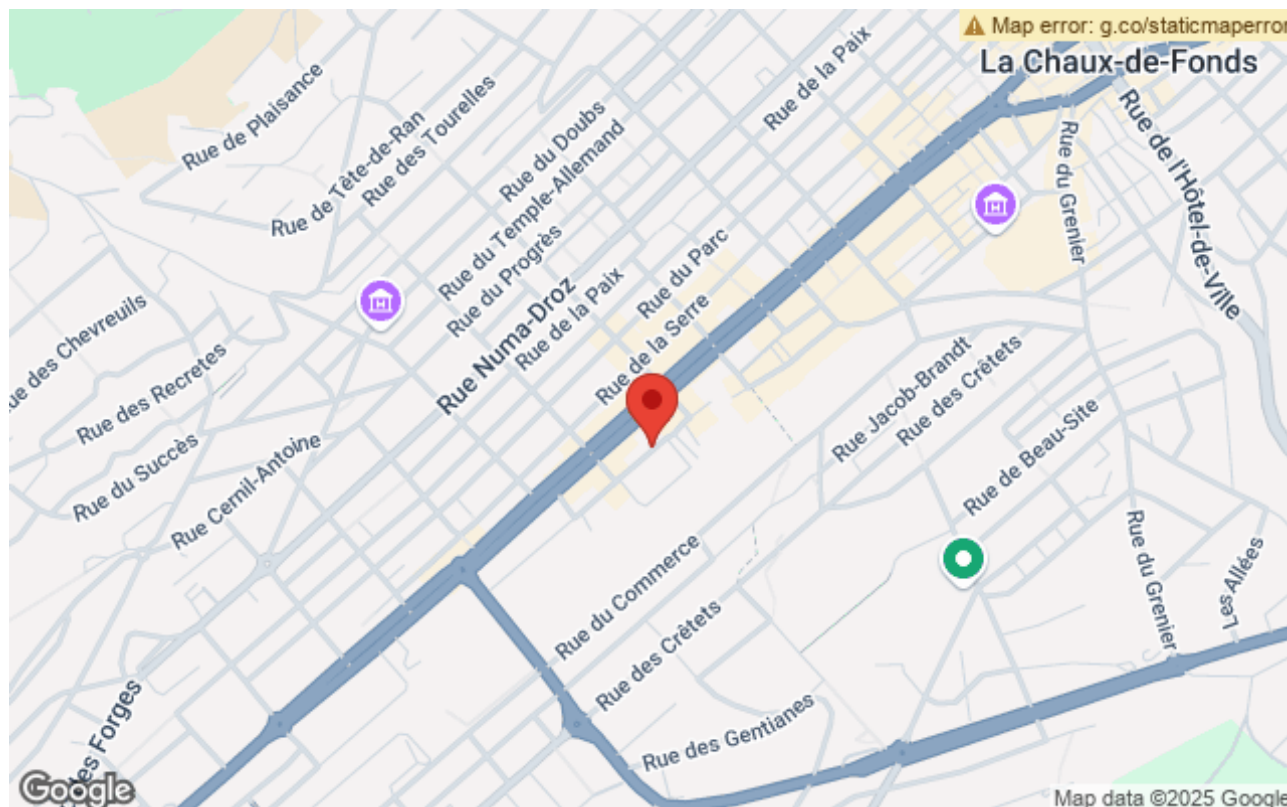 Map error: g.co/staticmaperror
La Chaux-de-Fonds
Rue de la Paix
Rue de Plaisance
Rue de Tête-de-Ran
Rue des Tourelles
Rue du Doubs
Rue du Temple-Allemand
Rue du Progrès
Rue Numa-Droz
Rue de la Paix
Rue du Parc
Rue de la Serre
Rue du Grenier
Rue de l'Hôtel-de-Ville
ue des Chevreuils
Rue des Recretes
Rue du Succès
Rue Cernil-Antoine
Rue Jacob-Brandt
Rue des Crêtets
Rue de Beau-Site
Rue du Commerce
Rue des Crêtets
Rue du Grenier
Les Allées
Rue des Gentianes
des Forges
Google
Map data ©2025 Google